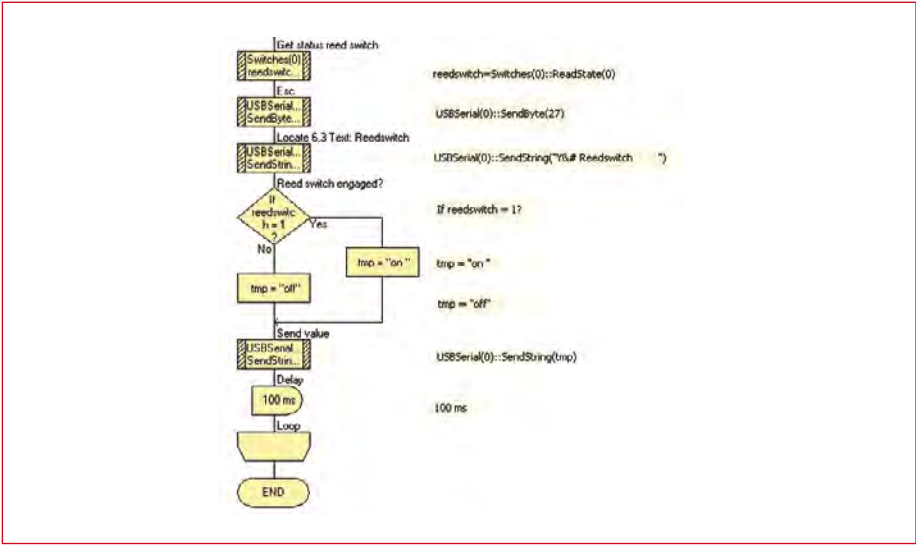 Get status reed switch
Switches(0)
reedswitc...
reedswitch=Switches(0)::ReadState(0)
Esc
USBSerial...
SendByte...
USBSerial(0)::SendByte(27)
Locate 6,3 Text: Reedswitch
USBSerial...
SendStrin...
USBSerial(0)::SendString("Y&# Reedswitch ")
Reed switch engaged?
If
reedswitc
h = 1
?
Yes
No
If reedswitch = 1?
tmp = "on "
tmp = "on "
tmp = "off"
tmp = "off"
Send value
USBSerial...
SendStrin...
USBSerial(0)::SendString(tmp)
Delay
100 ms
100 ms
Loop
END